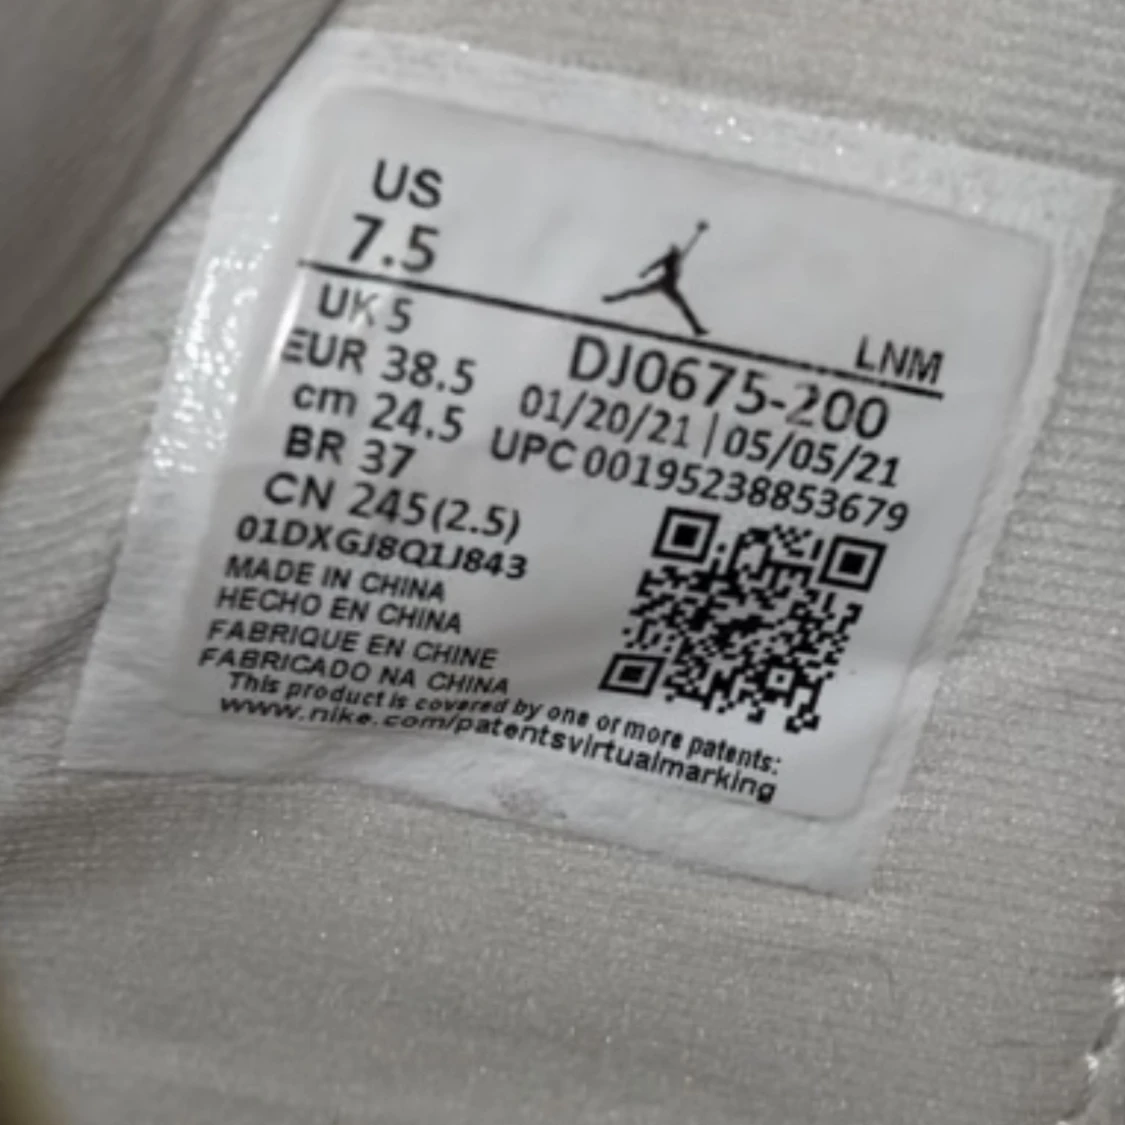 US
7.5
LNM
UK 5
EUR 38.5
cm 24.5
BR 37
CN 245(2.5)
DJ0675-200
01/20/21 | 05/05/21
UPC 00195238853679
01DXGJ8Q1J843
MADE IN CHINA
HECHO EN CHINA
FABRIQUE EN CHINE
FABRICADO NA CHINA
This product is covered by one or more patents:
www.nike.com/patentsvirtualmarking